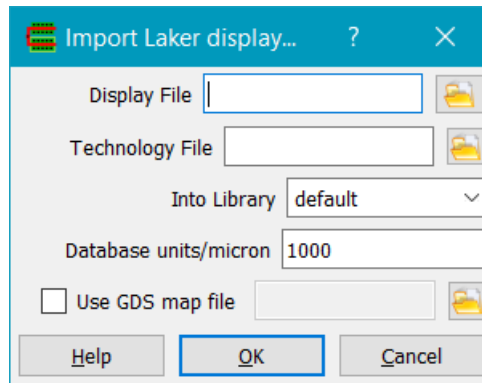 Import Laker display... ?
Display File
Technology File
Into Library default
Database units/micron 1000
Use GDS map file
Help OK Cancel